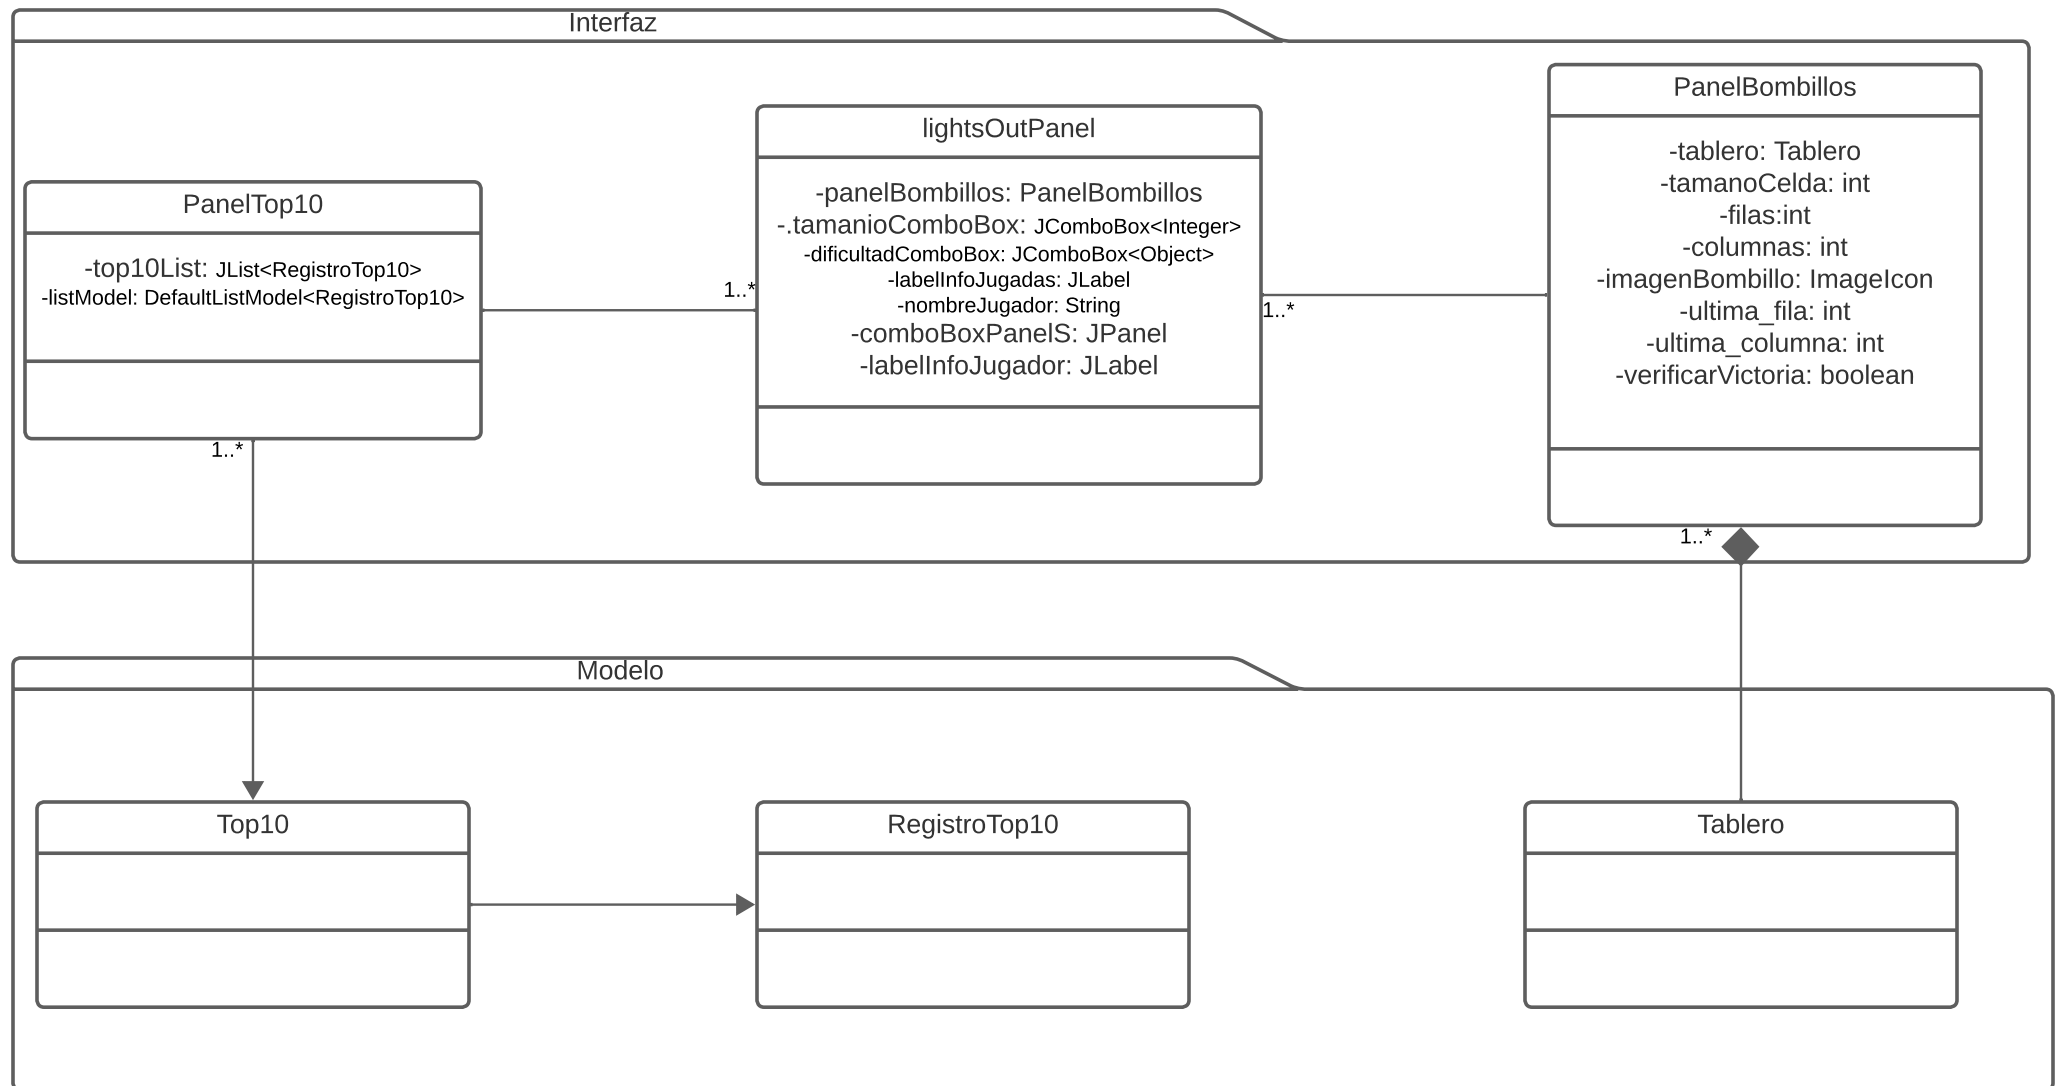 Interfaz
PanelTop10
-top10List: JList<RegistroTop10>
-listModel: DefaultListModel<RegistroTop10>
1..*
1..*
lightsOutPanel
-panelBombillos: PanelBombillos
-.tamanioComboBox: JComboBox<Integer>
-dificultadComboBox: JComboBox<Object>
-labelInfoJugadas: JLabel
-nombreJugador: String
-comboBoxPanelS: JPanel
-labelInfoJugador: JLabel
1..*
PanelBombillos
-tablero: Tablero
-tamanoCelda: int
-filas:int
-columnas: int
-imagenBombillo: ImageIcon
-ultima_fila: int
-ultima_columna: int
-verificarVictoria: boolean
1..*
Modelo
Top10
RegistroTop10
Tablero